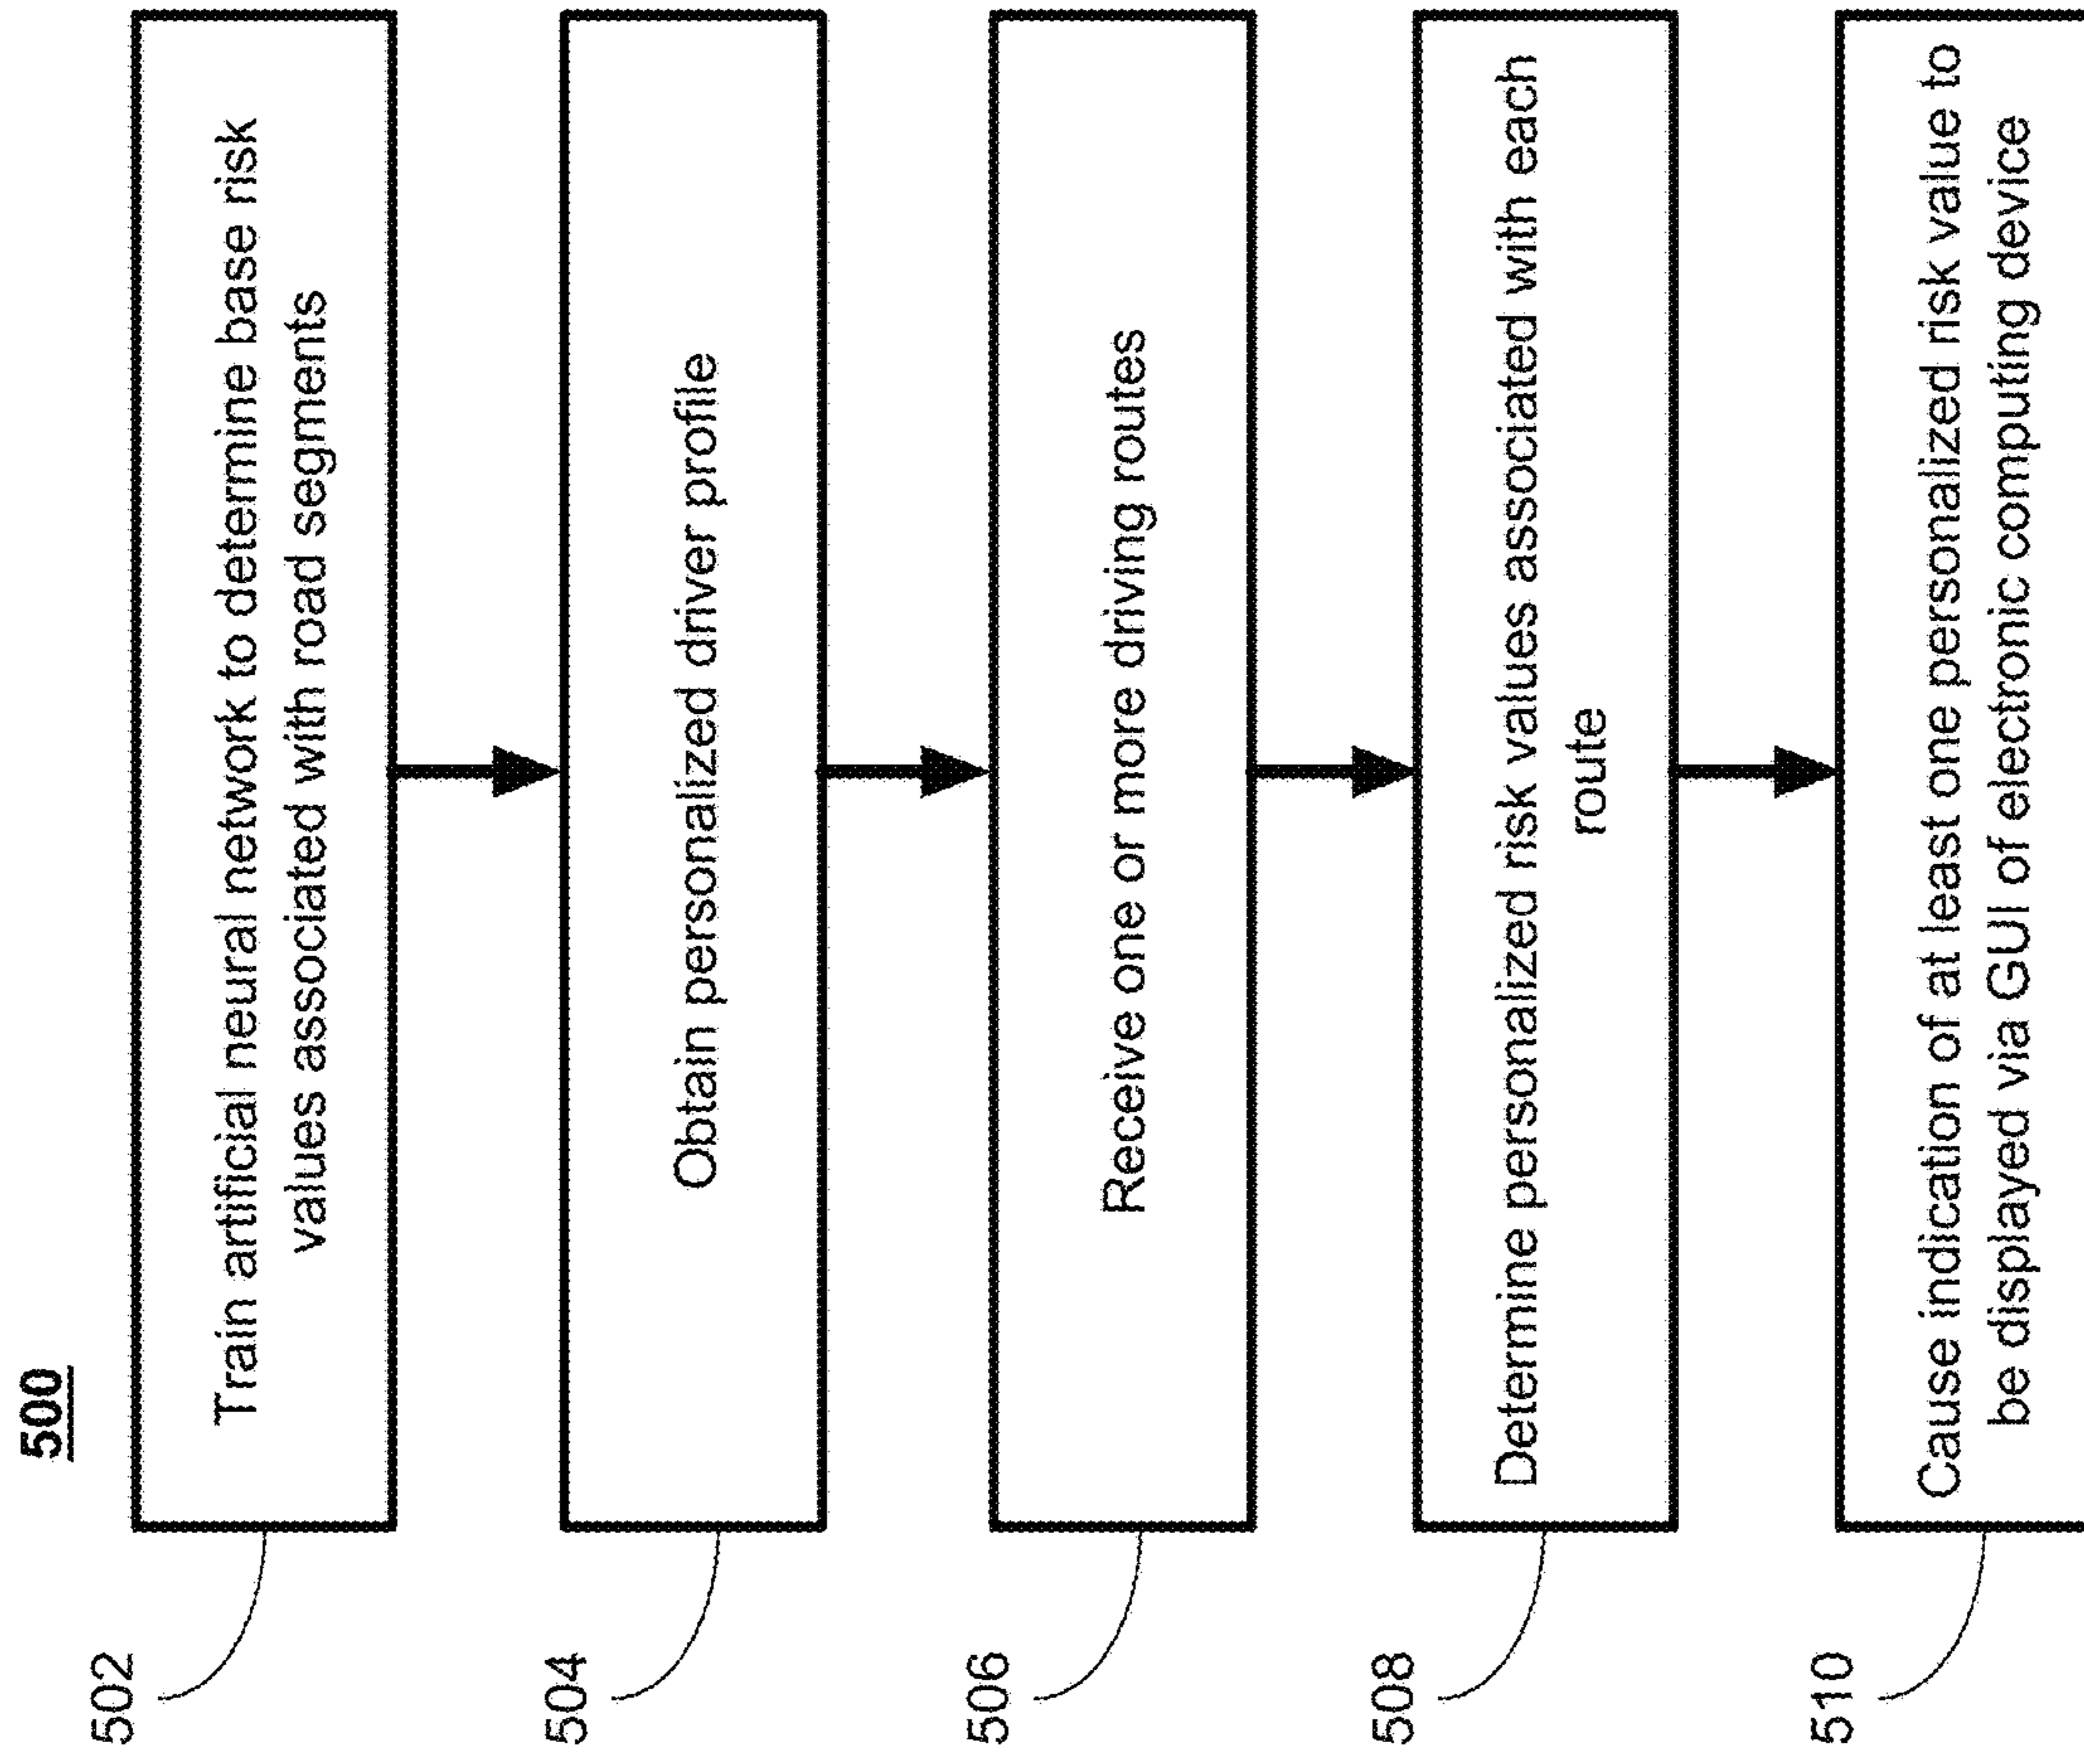 500
502
Train artificial neural network to determine base risk
values associated with road segments
504
Obtain personalized driver profile
506
Receive one or more driving routes
508
Determine personalized risk values associated with each
route
510
Cause indication of at least one personalized risk value to
be displayed via GUI of electronic computing device